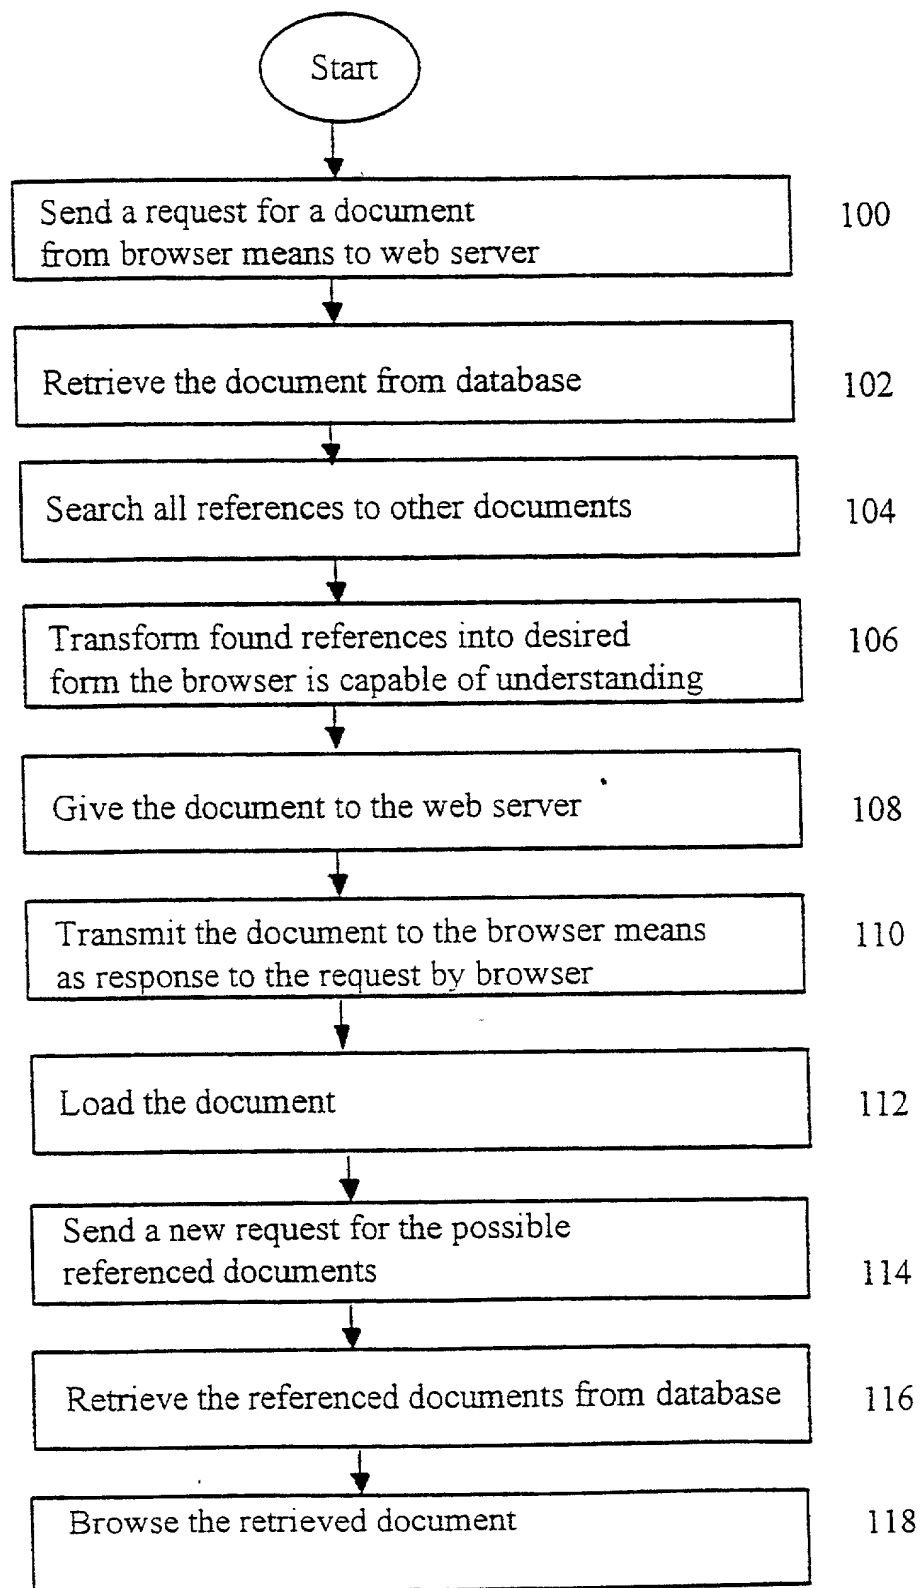 Start
Send a request for a document
from browser means to web server
100
Retrieve the document from database
102
Search all references to other documents
104
Transform found references into desired
form the browser is capable of understanding
106
Give the document to the web server
108
Transmit the document to the browser means
as response to the request by browser
110
Load the document
112
Send a new request for the possible
referenced documents
114
Retrieve the referenced documents from database
116
Browse the retrieved document
118